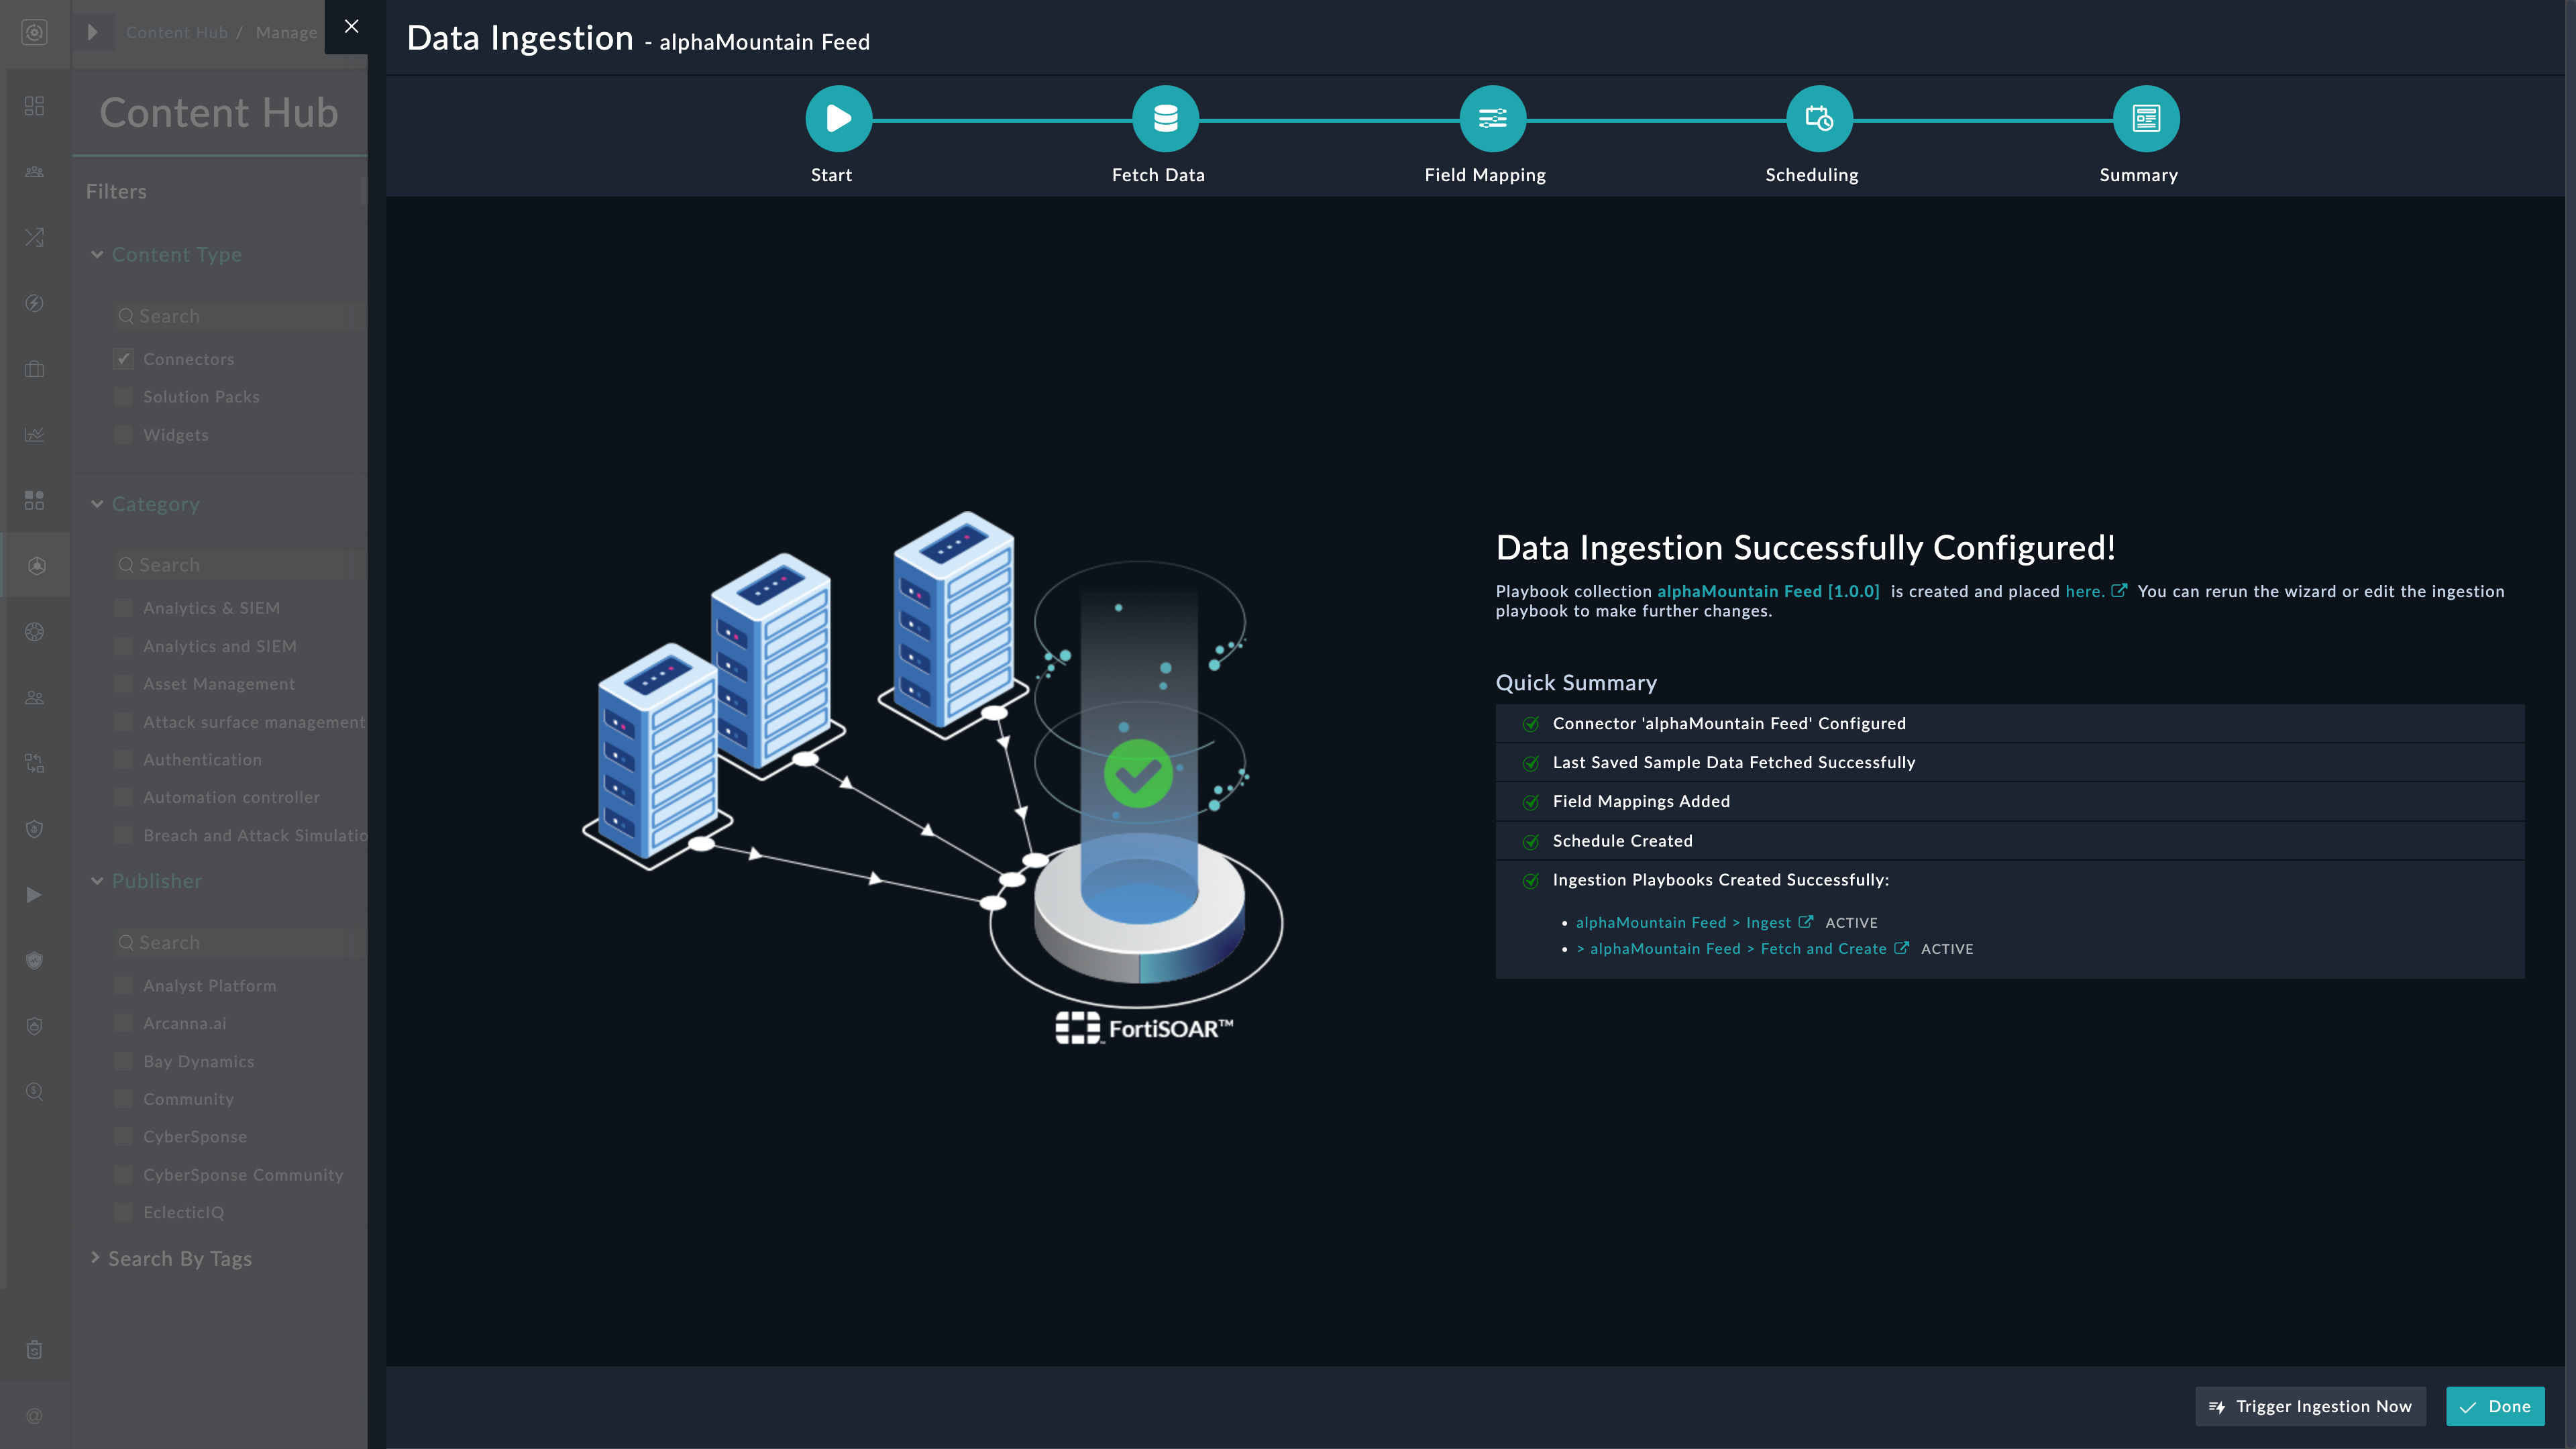 Content Hub / Manage
Data Ingestion - alphaMountain Feed
Content Hub
Start
Fetch Data
Field Mapping
Scheduling
Summary
Filters
Content Type
Search
Connectors
Solution Packs
Widgets
Category
Search
Analytics & SIEM
Analytics and SIEM
Asset Management
Attack surface management
Authentication
Automation controller
Breach and Attack Simulatio
Publisher
Search
Analyst Platform
Arcanna.ai
Bay Dynamics
Community
CyberSponse
CyberSponse Community
EclecticIQ
Search By Tags
FortiSOAR™
Data Ingestion Successfully Configured!
Playbook collection alphaMountain Feed [1.0.0] is created and placed here. You can rerun the wizard or edit the ingestion
playbook to make further changes.
Quick Summary
Connector 'alphaMountain Feed' Configured
Last Saved Sample Data Fetched Successfully
Field Mappings Added
Schedule Created
Ingestion Playbooks Created Successfully:
• alphaMountain Feed > Ingest ACTIVE
• > alphaMountain Feed > Fetch and Create ACTIVE
Trigger Ingestion Now
Done